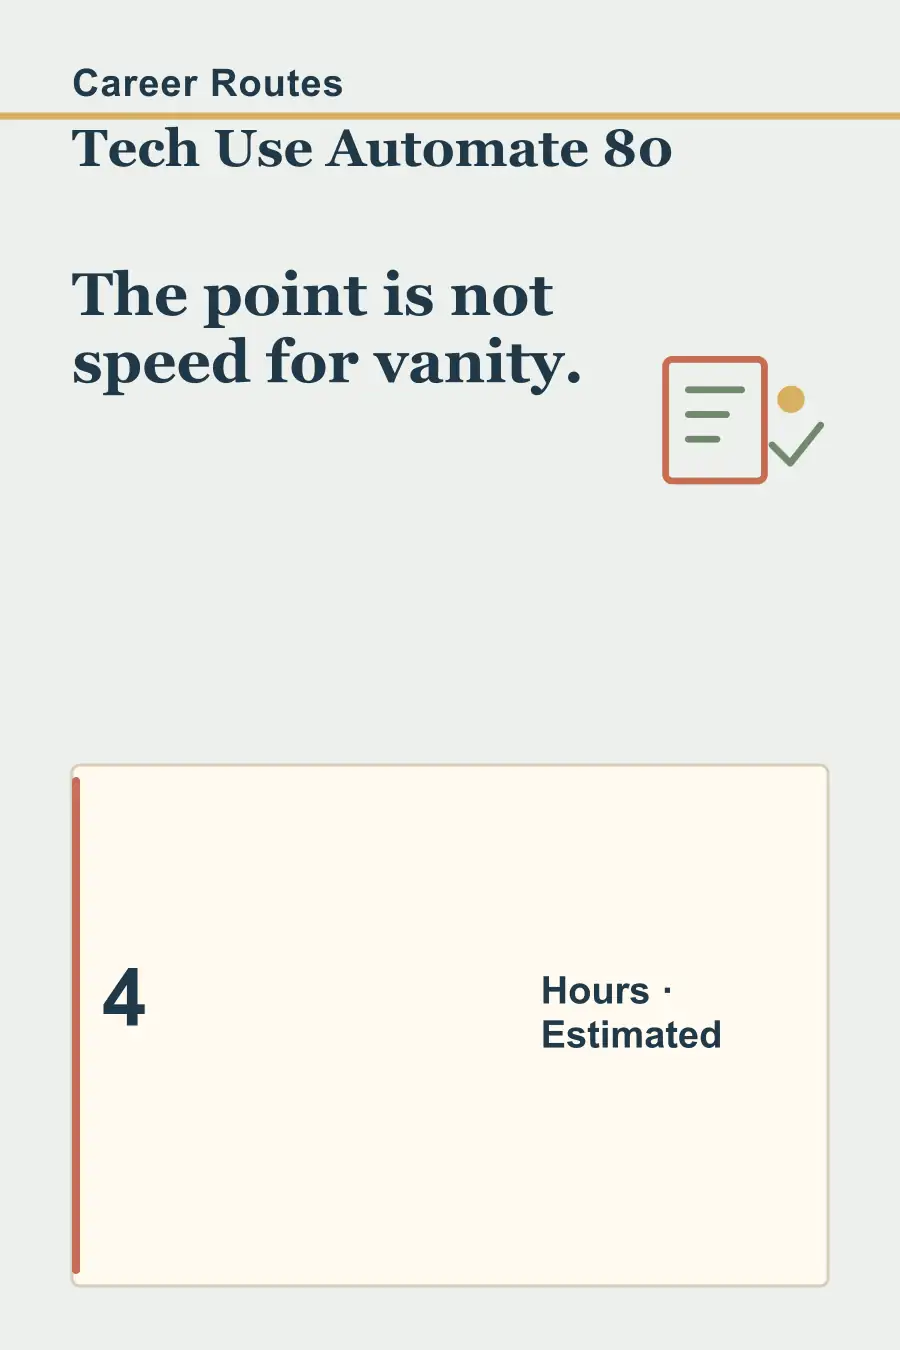 Career Routes
Tech Use Automate 80
The point is not
speed for vanity.
4
Hours ·
Estimated